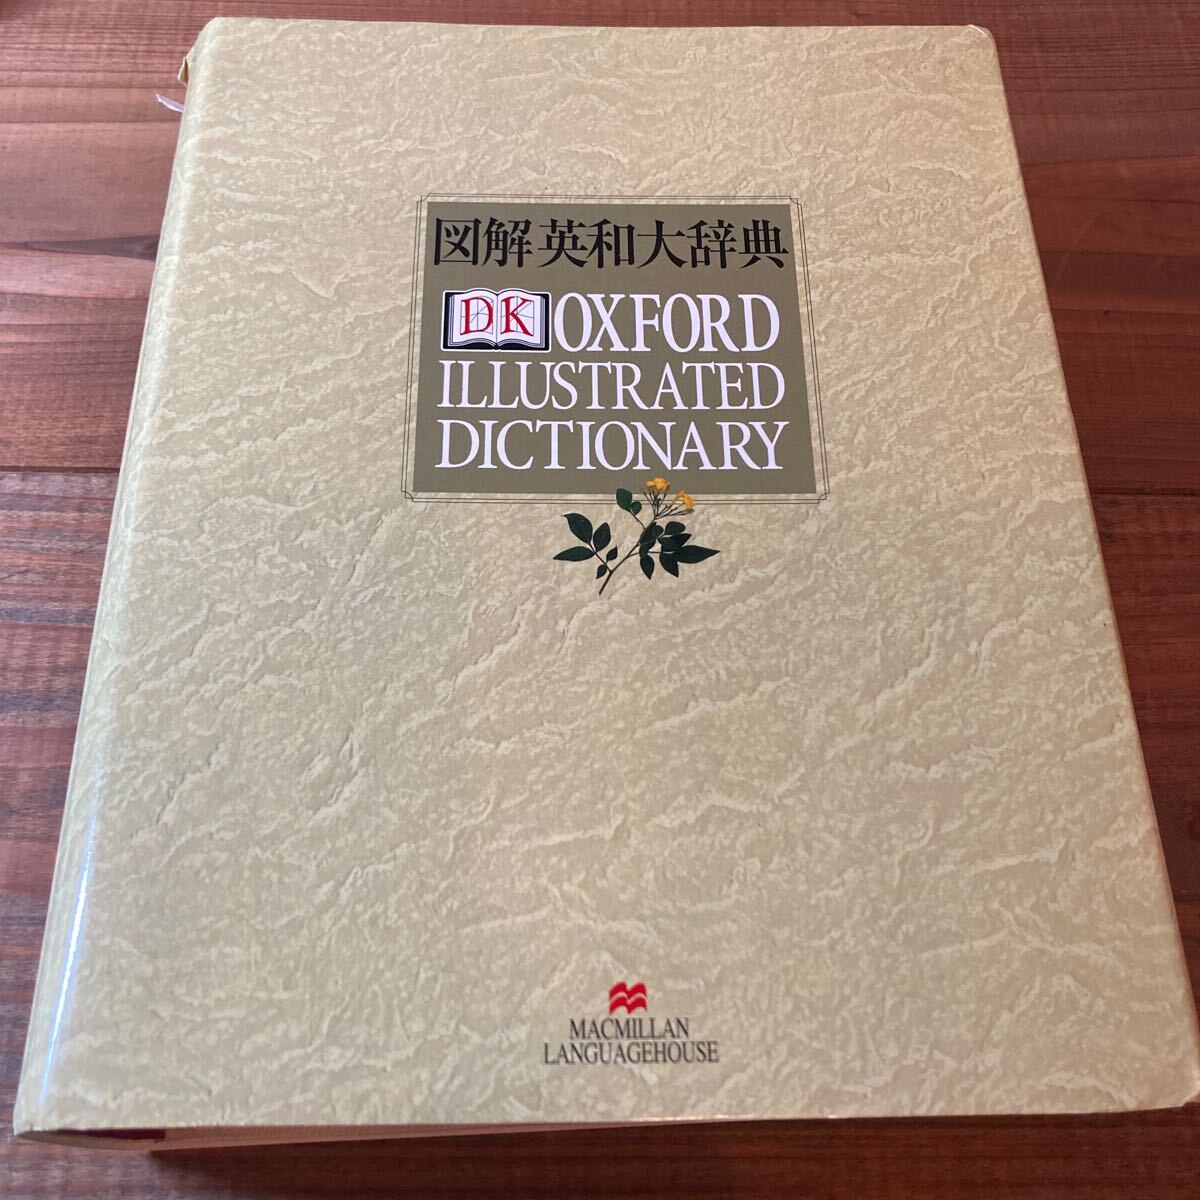 図解 英和大辞典
DK OXFORD
ILLUSTRATED
DICTIONARY
MACMILLAN
LANGUAGEHOUSE